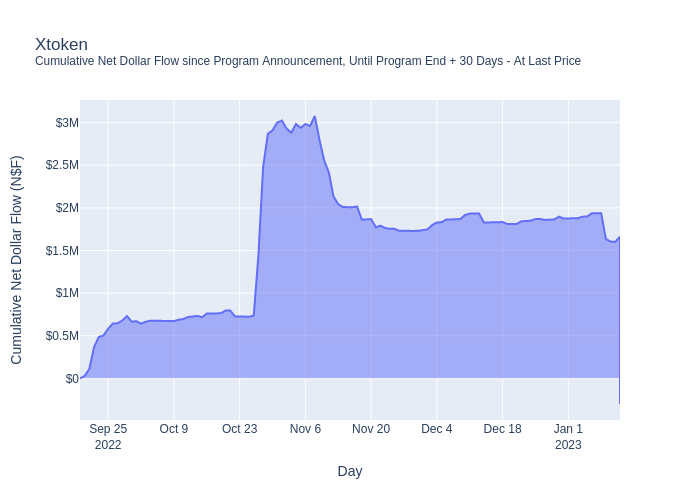 Xtoken
Cumulative Net Dollar Flow since Program Announcement, Until Program End + 30 Days - At Last Price
Cumulative Net Dollar Flow (N$F)
$3M
$2.5M
$2M
$1.5M
$1M
$0.5M
$0
Sep 25 Oct 9 Oct 23 Nov 6 Nov 20 Dec 4 Dec 18 Jan 1
2022 2023
Day